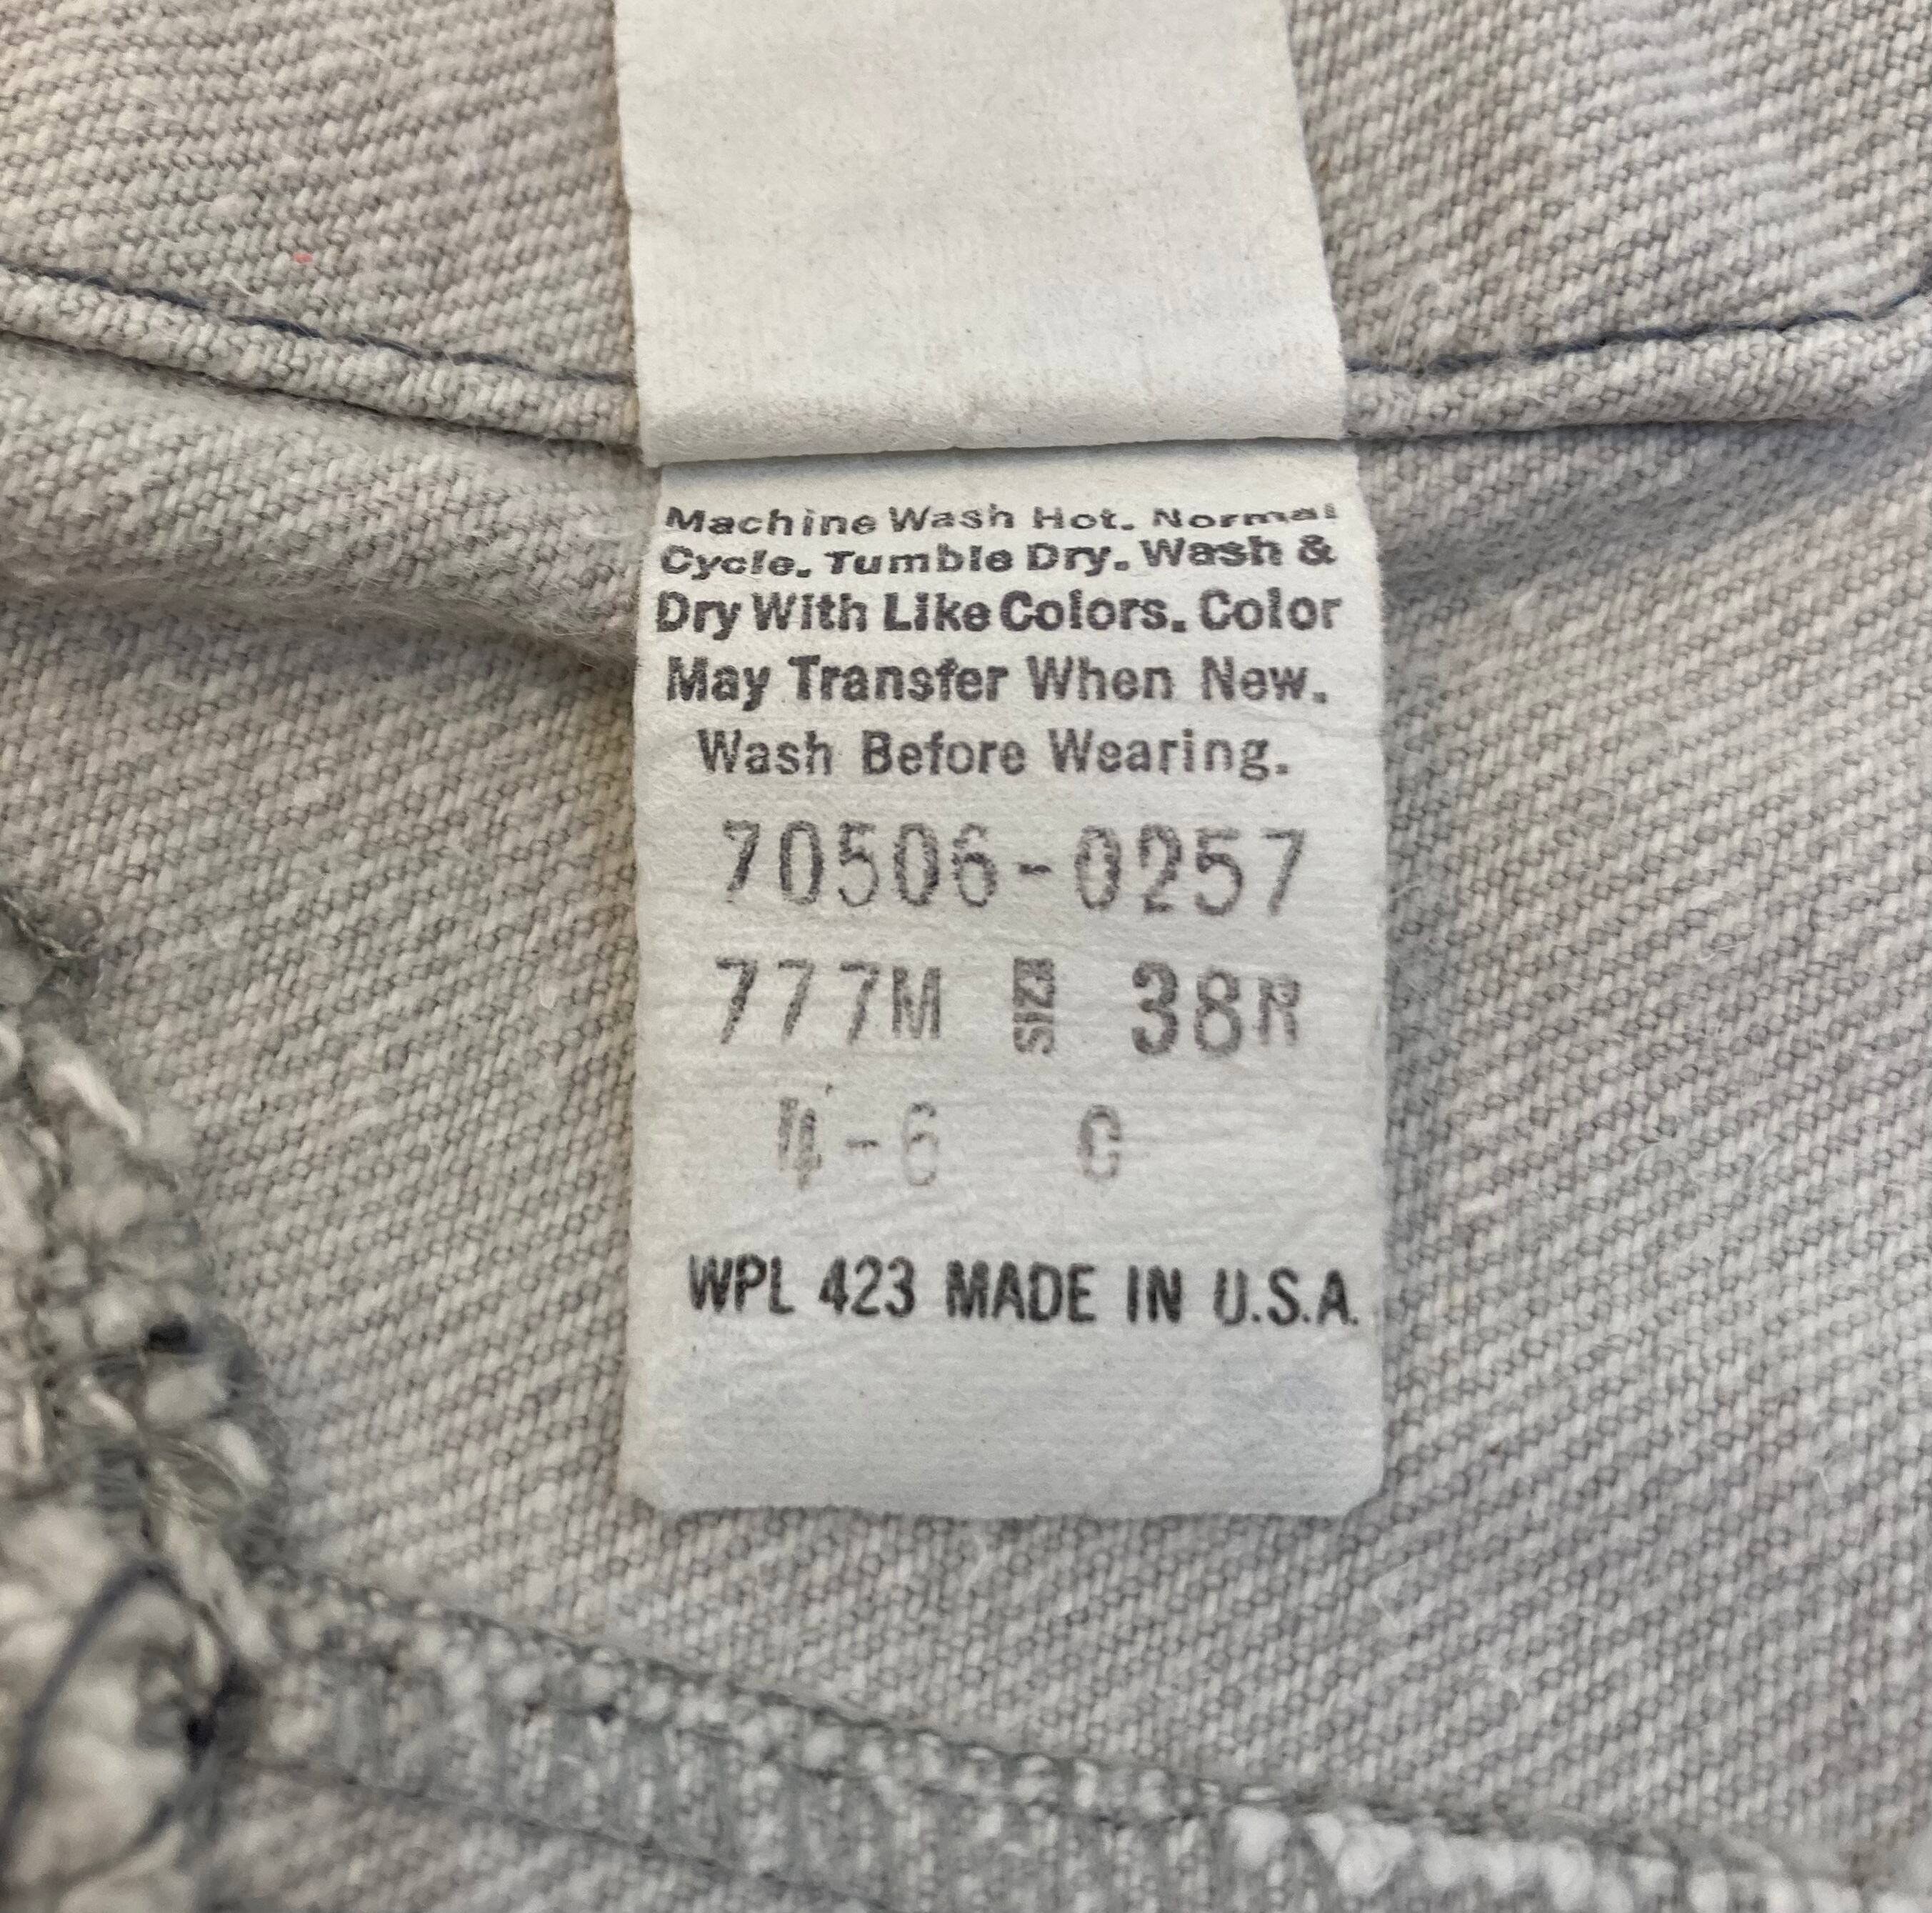 Machine Wash Hot. Normal
Cycle. Tumble Dry. Wash &
Dry With Like Colors. Color
May Transfer When New.
Wash Before Wearing.
70506-0257
777M SIZE 38R
4-6 C
WPL 423 MADE IN U.S.A.